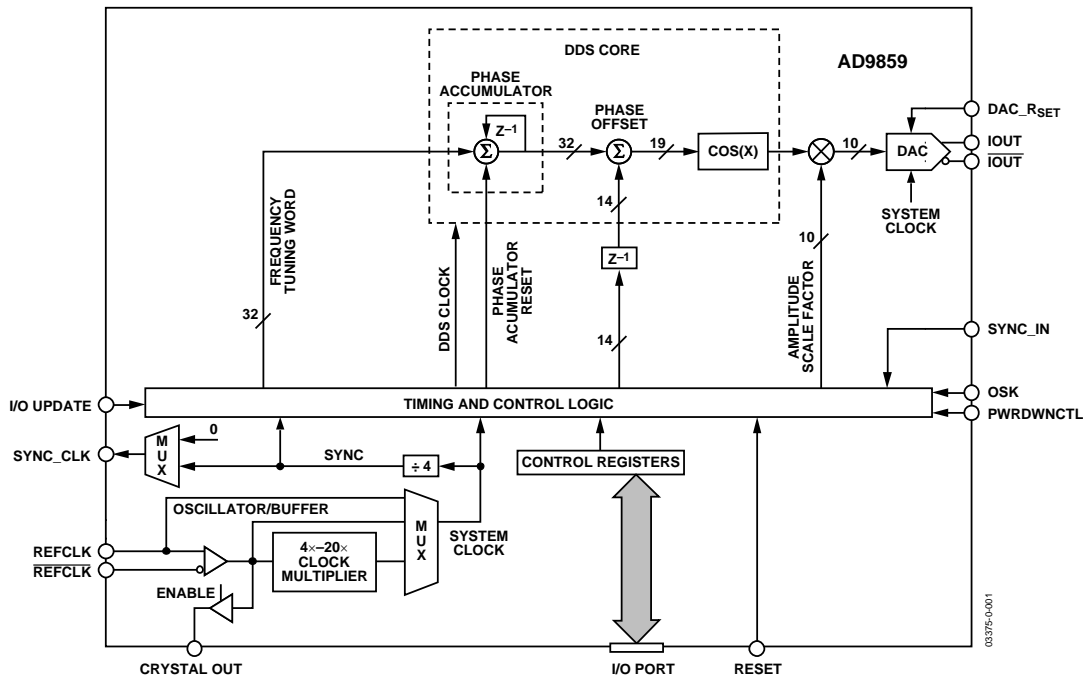 DDS CORE
AD9859
PHASE
ACCUMULATOR
PHASE
OFFSET
Z–1
DAC_RSET
IOUT
IOUT
Σ
32
Σ
19
COS(X)
10
DAC
SYSTEM
CLOCK
14
Z–1
10
FREQUENCY
TUNING WORD
32
DDS CLOCK
PHASE
ACUMULATOR
RESET
14
AMPLITUDE
SCALE FACTOR
SYNC_IN
I/O UPDATE
TIMING AND CONTROL LOGIC
OSK
PWRDWNCTL
SYNC_CLK
MUX
0
SYNC
÷ 4
CONTROL REGISTERS
OSCILLATOR/BUFFER
MUX
SYSTEM
CLOCK
REFCLK
REFCLK
4×–20×
CLOCK
MULTIPLIER
ENABLE
CRYSTAL OUT
I/O PORT
RESET
03375-0-001